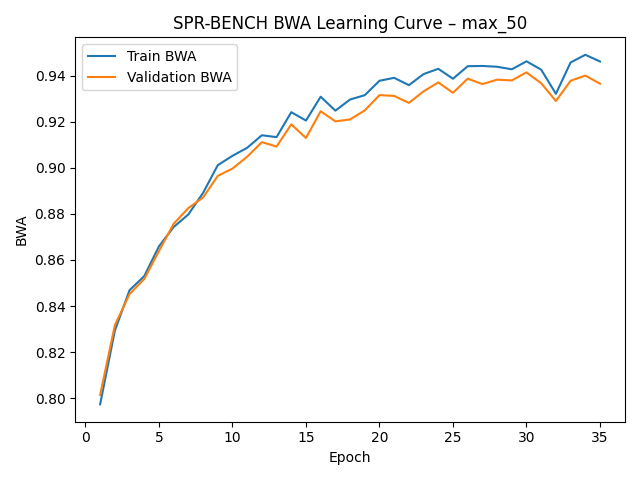 SPR-BENCH BWA Learning Curve – max_50
Train BWA
Validation BWA
BWA
0.94
0.92
0.90
0.88
0.86
0.84
0.82
0.80
0 5 10 15 20 25 30 35
Epoch